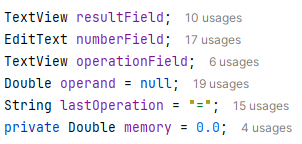 TextView resultField;  10 usages
EditText numberField;  17 usages
TextView operationField;  6 usages
Double operand = null;  19 usages
String lastOperation = "=";  15 usages
private Double memory = 0.0;  4 usages